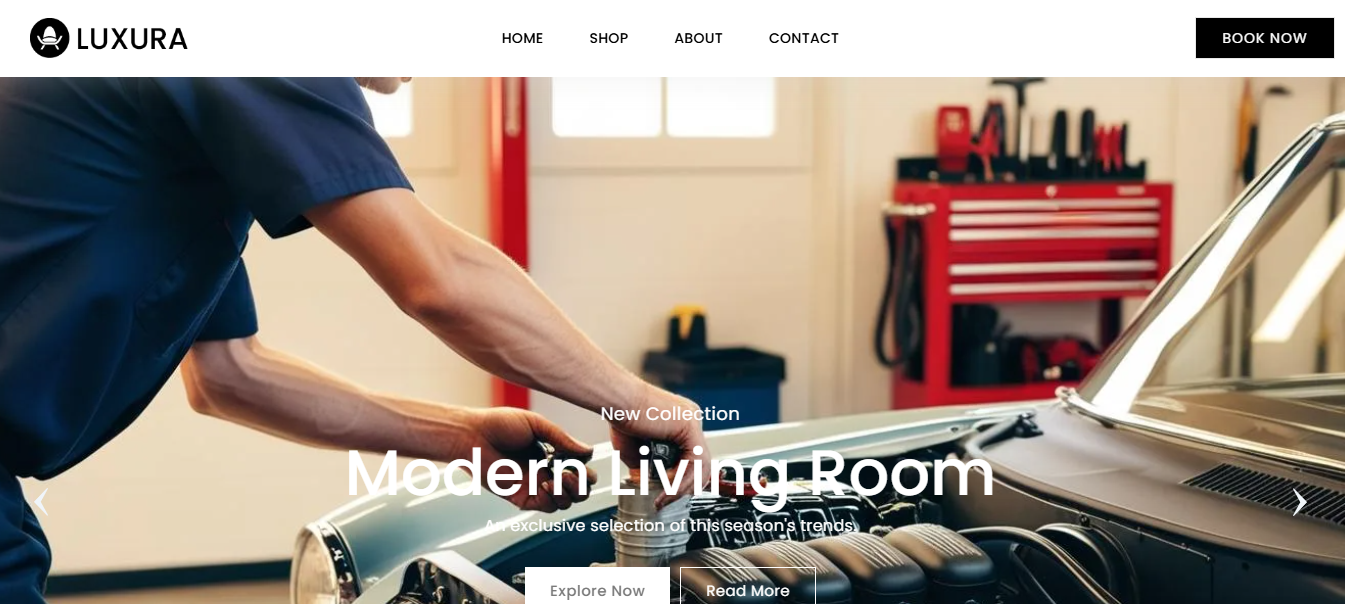 LUXURA
HOME SHOP ABOUT CONTACT
BOOK NOW
New Collection
Modern Living Room
An exclusive selection of this season's trends.
Explore Now Read More